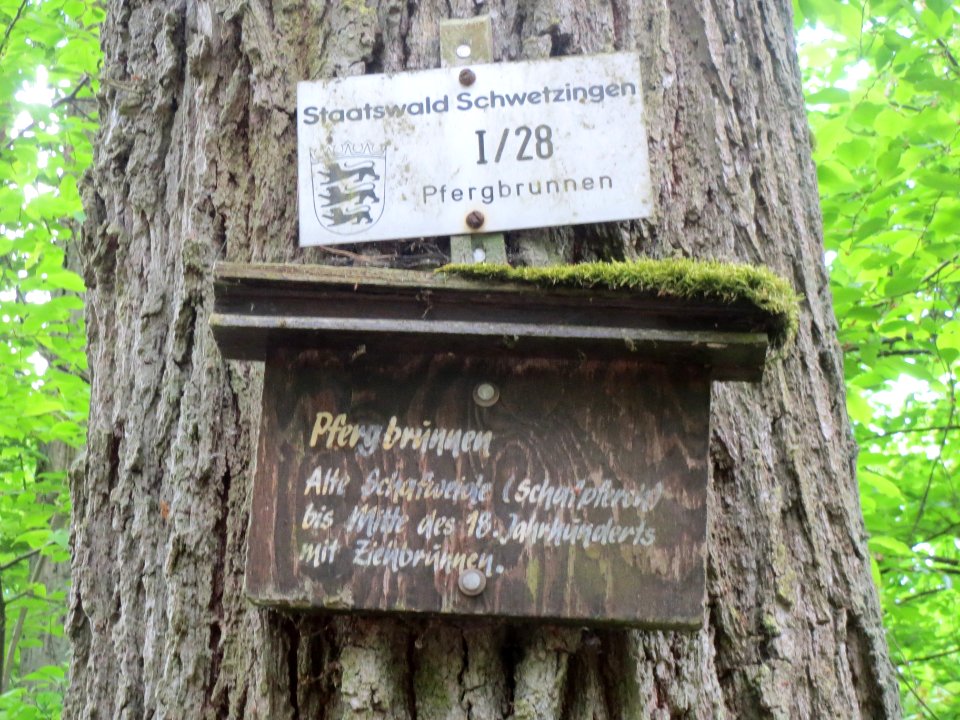 Staatswald Schwetzingen
I/28
Pfergbrunnen
Pfergbrunnen
Alte Schafweide (Schafpferch)
bis Mitte des 18. Jahrhunderts
mit Ziehbrunnen.